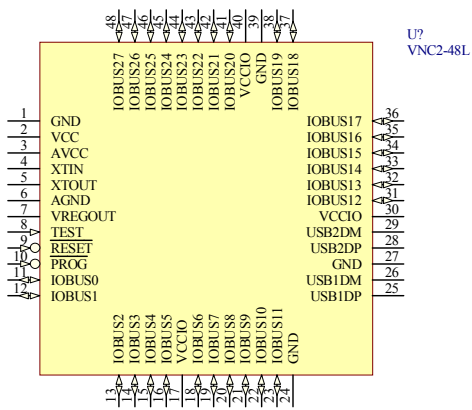 48 47 46 45 44 43 42 41 40 39 38 37
IOBUS27 IOBUS26 IOBUS25 IOBUS24 IOBUS23 IOBUS22 IOBUS21 IOBUS20 VCCIO GND IOBUS19 IOBUS18
U?
VNC2-48L
1 GND
2 VCC
3 AVCC
4 XTIN
5 XTOUT
6 AGND
7 VREGOUT
8 TEST
9 RESET
10 PROG
11 IOBUS0
12 IOBUS1
IOBUS17 36
IOBUS16 35
IOBUS15 34
IOBUS14 33
IOBUS13 32
IOBUS12 31
VCCIO 30
USB2DM 29
USB2DP 28
GND 27
USB1DM 26
USB1DP 25
IOBUS2 IOBUS3 IOBUS4 IOBUS5 VCCIO IOBUS6 IOBUS7 IOBUS8 IOBUS9 IOBUS10 IOBUS11 GND
13 14 15 16 17 18 19 20 21 22 23 24